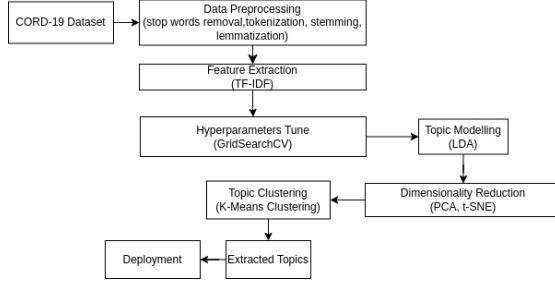 CORD-19 Dataset
Data Preprocessing
(stop words removal,tokenization, stemming,
lemmatization)
Feature Extraction
(TF-IDF)
Hyperparameters Tune
(GridSearchCV)
Topic Modelling
(LDA)
Dimensionality Reduction
(PCA, t-SNE)
Topic Clustering
(K-Means Clustering)
Extracted Topics
Deployment